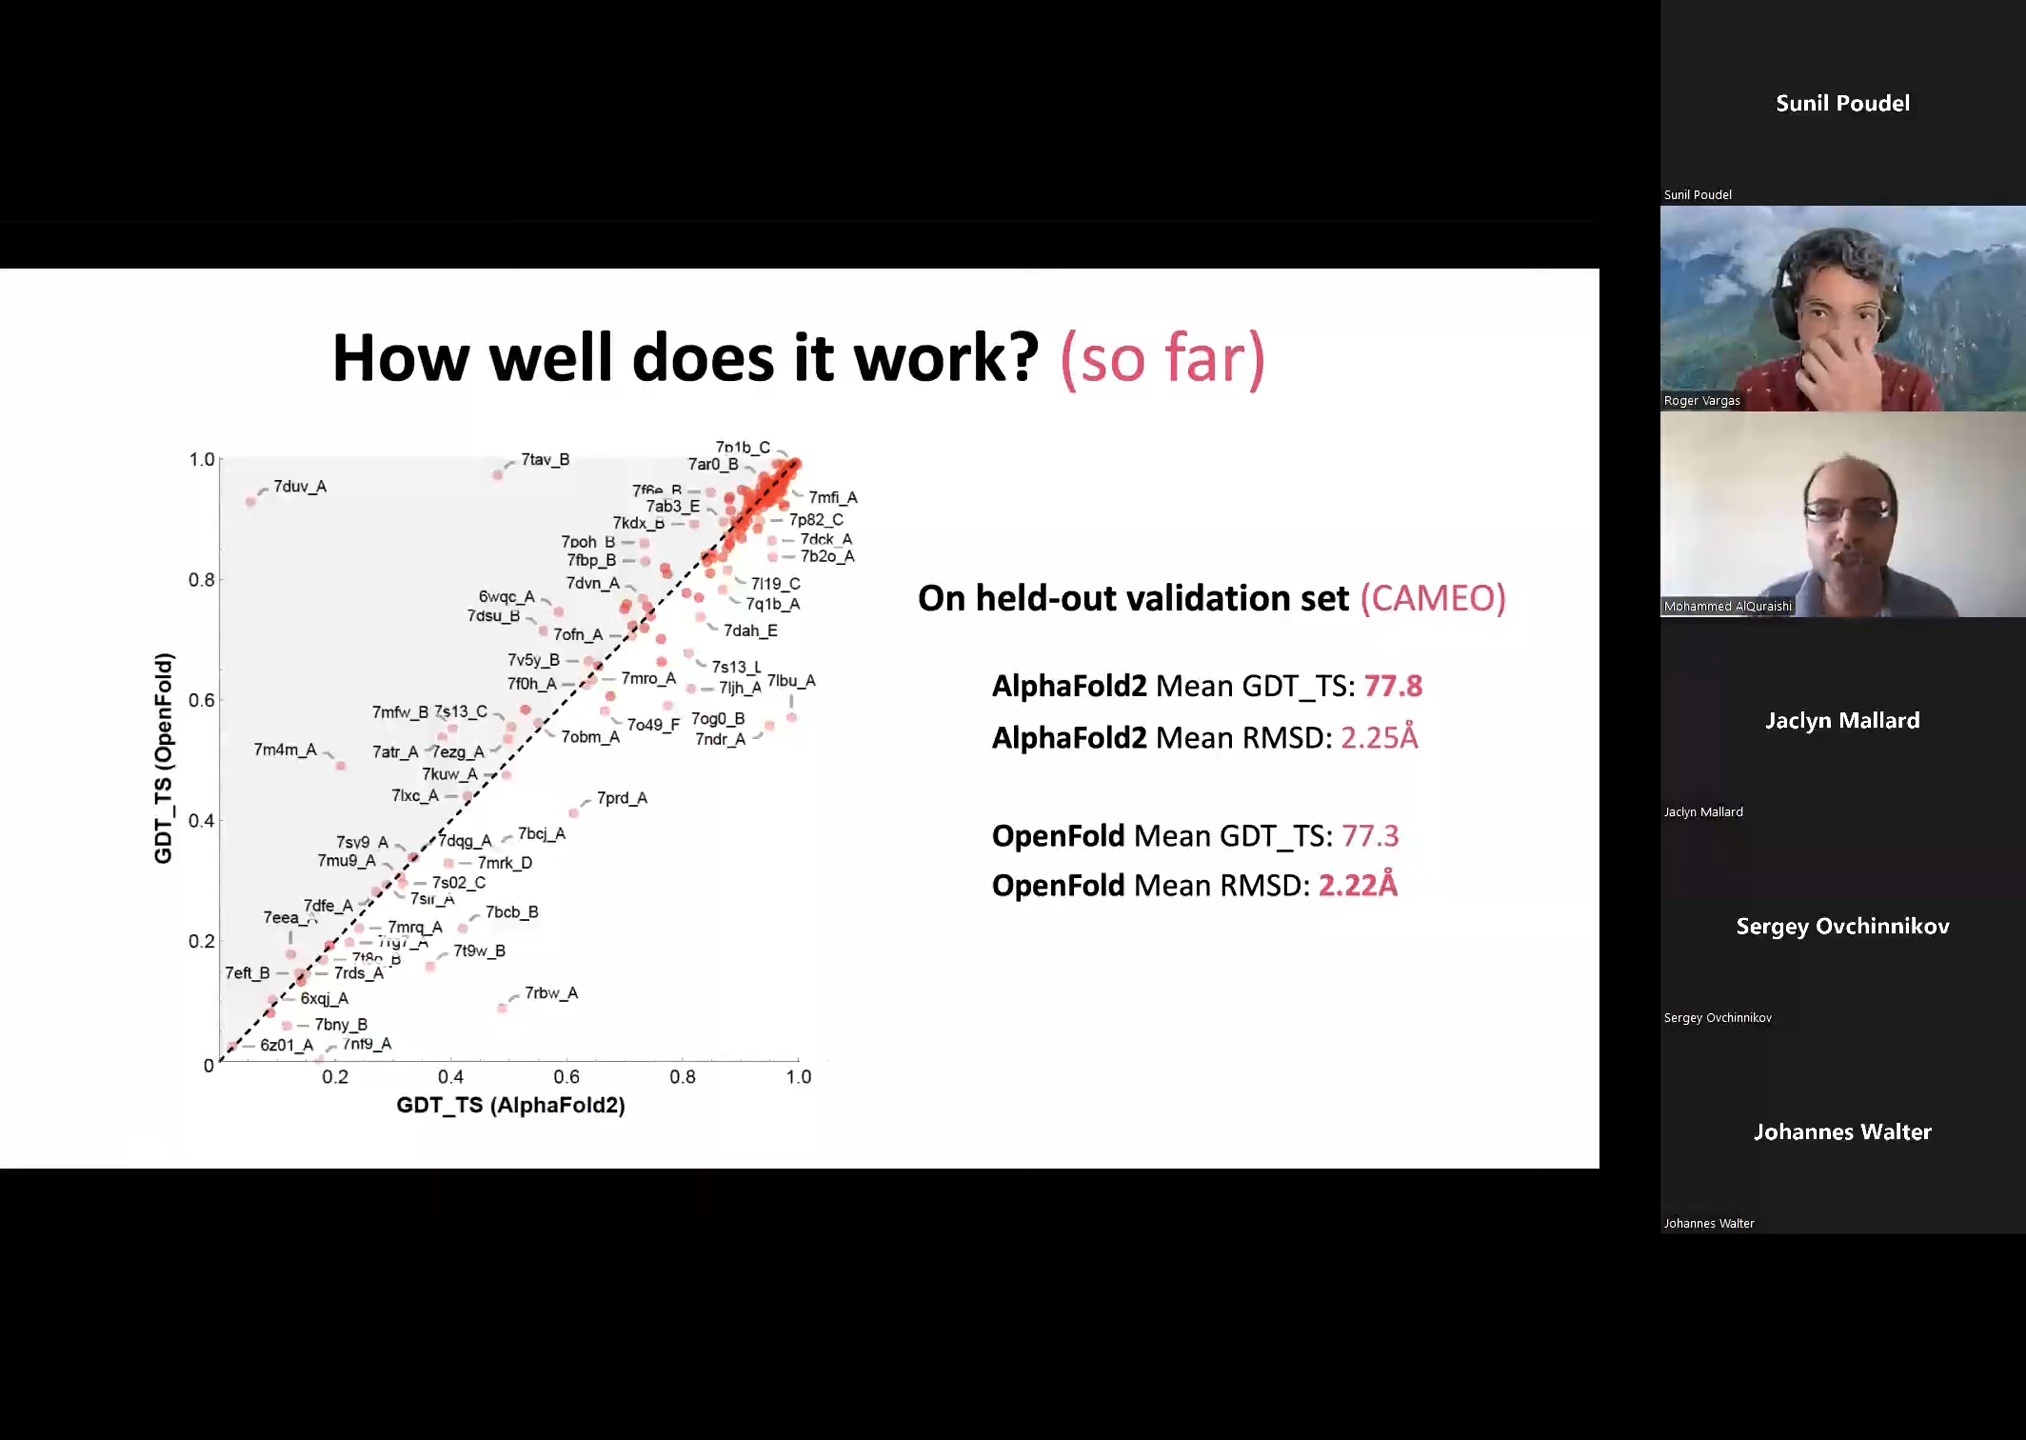 How well does it work? (so far)
1.0
0.8
0.6
0.4
0.2
0
GDT_TS (OpenFold)
7p1b_C
7tav_B
7ar0_B
7duv_A
7f6e_B
7mfi_A
7ab3_E
7kdx_B
7p82_C
7poh_B
7dck_A
7fbp_B
7b2o_A
7dvn_A
7l19_C
6wqc_A
7q1b_A
7dsu_B
7ofn_A
7dah_E
7v5y_B
7s13_L
7f0h_A
7mro_A
7ljh_A
7lbu_A
7mfw_B
7s13_C
7o49_F
7og0_B
7m4m_A
7atr_A
7ezg_A
7obm_A
7ndr_A
7kuw_A
7lxc_A
7prd_A
7sv9_A
7dqg_A
7bcj_A
7mu9_A
7mrk_D
7s02_C
7dfe_A
7sir_A
7eea_A
7bcb_B
7mrq_A
7t9w_B
7eft_B
7rds_A
7rbw_A
6xqj_A
7bny_B
6z01_A
7nf9_A
0.2
0.4
0.6
0.8
1.0
GDT_TS (AlphaFold2)
On held-out validation set (CAMEO)
AlphaFold2 Mean GDT_TS: 77.8
AlphaFold2 Mean RMSD: 2.25Å
OpenFold Mean GDT_TS: 77.3
OpenFold Mean RMSD: 2.22Å
Sunil Poudel
Sunil Poudel
Roger Vargas
Mohammed AlQuraishi
Jaclyn Mallard
Jaclyn Mallard
Sergey Ovchinnikov
Sergey Ovchinnikov
Johannes Walter
Johannes Walter